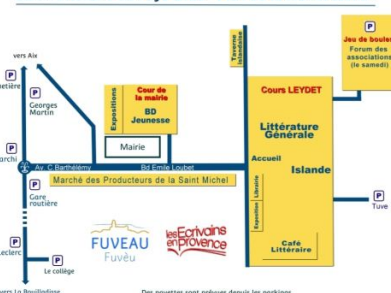 P
Jeu de boules
Forum des
associations
(le samedi)
Taverne
Islandaise
vers Aix
P
P
Georges
Martin
Expositions
Cour de
la mairie
BD
Jeunesse
Mairie
Cours LEYDET
Littérature
Générale
Accueil
Islande
P
Av. C.Barthélémy
Bd Emile Loubet
Marché des Producteurs de la Saint Michel
P
Gare
routière
Librairie
Exposition
P
Tuve
P
FUVEAU
Fuvèu
les Ecrivains
en Provence
Café
Littéraire
P
Le collège